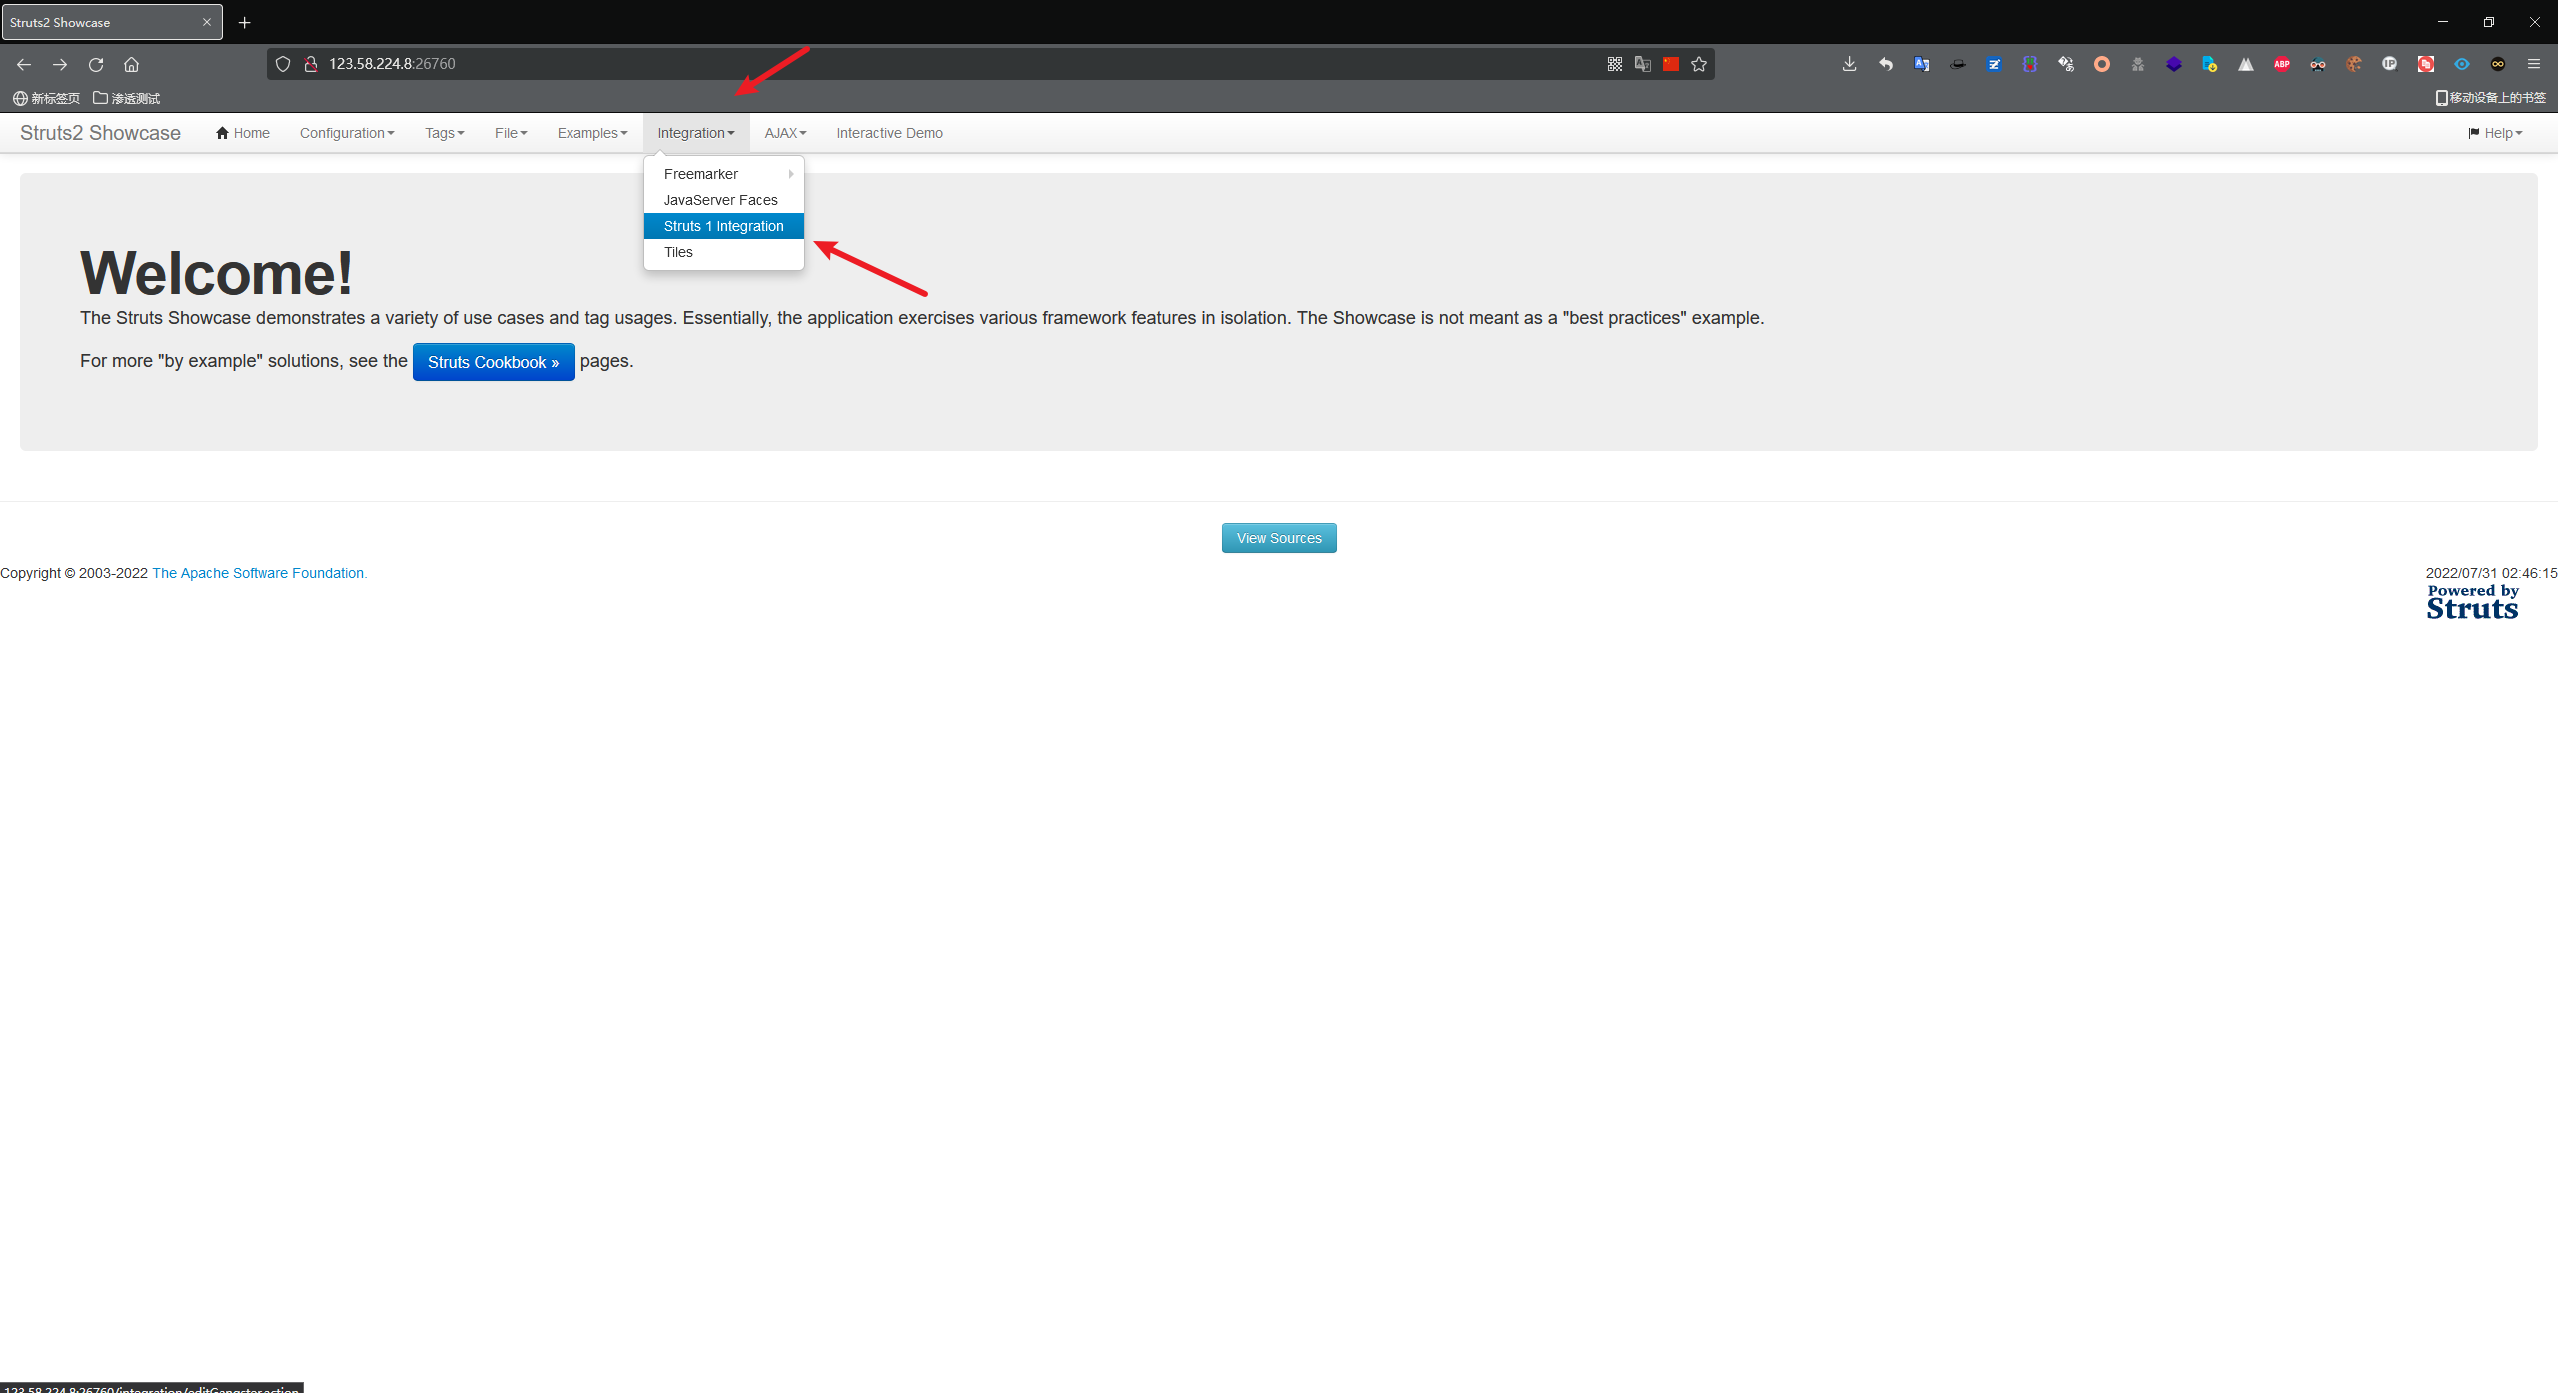 Struts2 Showcase
123.58.224.8:26760
新标签页 渗透测试 移动设备上的书签
Struts2 Showcase Home Configuration Tags File Examples Integration AJAX Interactive Demo Help
Freemarker
JavaServer Faces
Struts 1 Integration
Tiles
Welcome!
The Struts Showcase demonstrates a variety of use cases and tag usages. Essentially, the application exercises various framework features in isolation. The Showcase is not meant as a "best practices" example.
For more "by example" solutions, see the Struts Cookbook » pages.
View Sources
Copyright © 2003-2022 The Apache Software Foundation.
2022/07/31 02:46:15
Powered by
Struts
123.58.224.8:26760/integration/editGangster.action